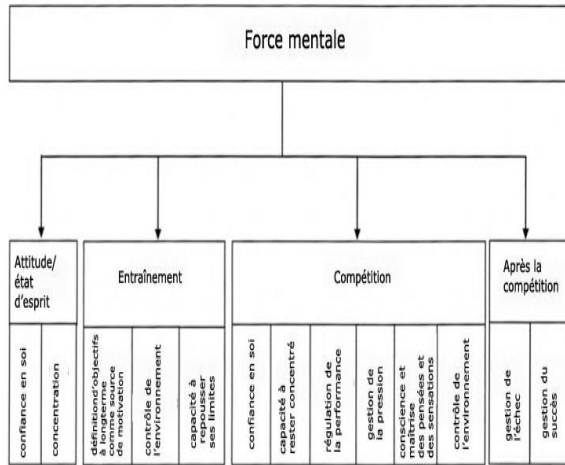 Force mentale
Attitude/
état
d'esprit
Entraînement
Compétition
Après la
compétition
confiance en soi
concentration
définitiond'objectifs
à longterme
comme source
de motivation
contrôle de
l'environnement
capacité à
repousser
ses limites
confiance en soi
capacité à
rester concentré
régulation de
la performance
gestion de
la pression
conscience et
maîtrise
des pensées et
des sensations
contrôle de
l'environnement
gestion de
l'échec
gestion du
succès